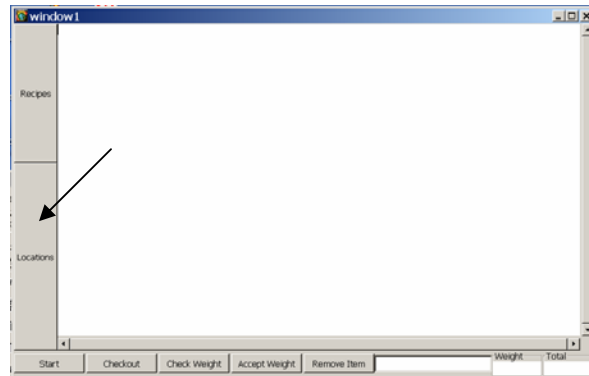 window1
Recipes
Locations
Start Checkout Check Weight Accept Weight Remove Item Weight Total